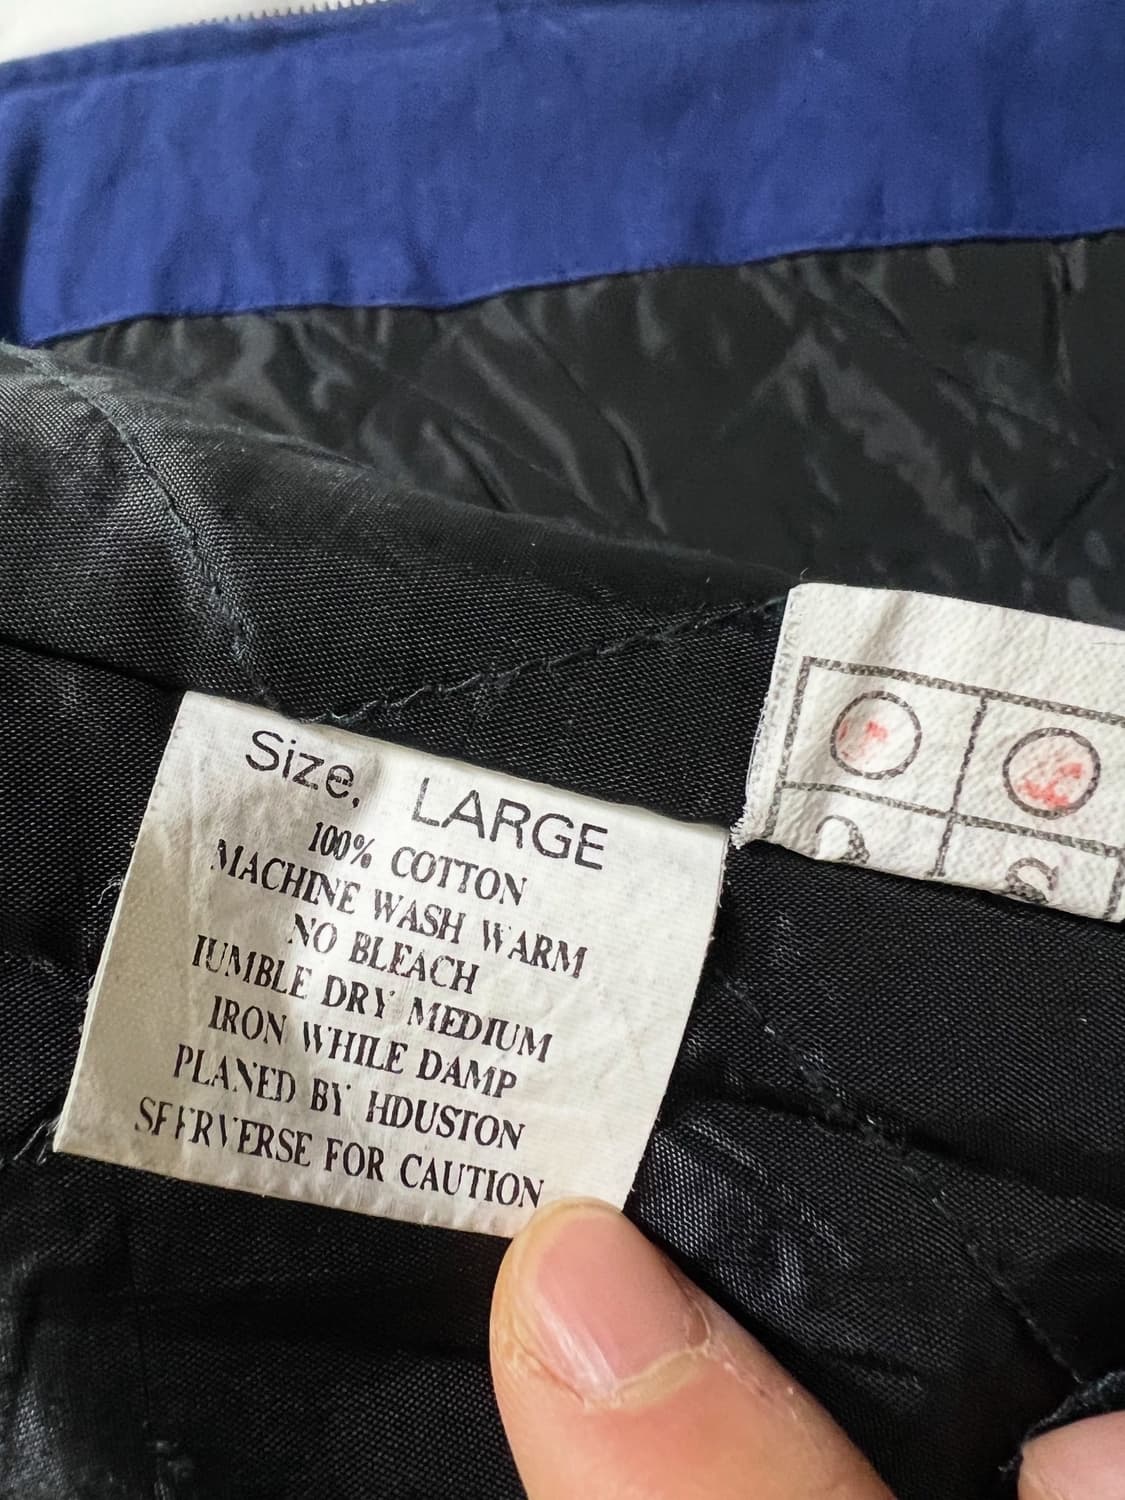 Size. LARGE
100% COTTON
MACHINE WASH WARM
NO BLEACH
IUMBLE DRY MEDIUM
IRON WHILE DAMP
PLANED BY HDUSTON
SFFRVERSE FOR CAUTION